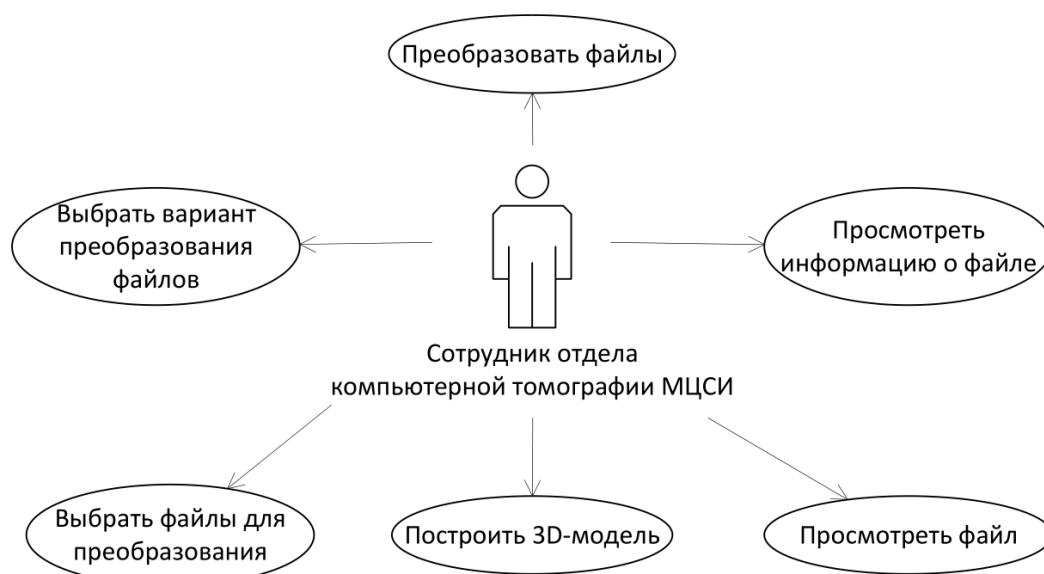 Преобразовать файлы
Выбрать вариант
преобразования
файлов
Просмотреть
информацию о файле
Сотрудник отдела
компьютерной томографии МЦСИ
Выбрать файлы для
преобразования
Построить 3D-модель
Просмотреть файл